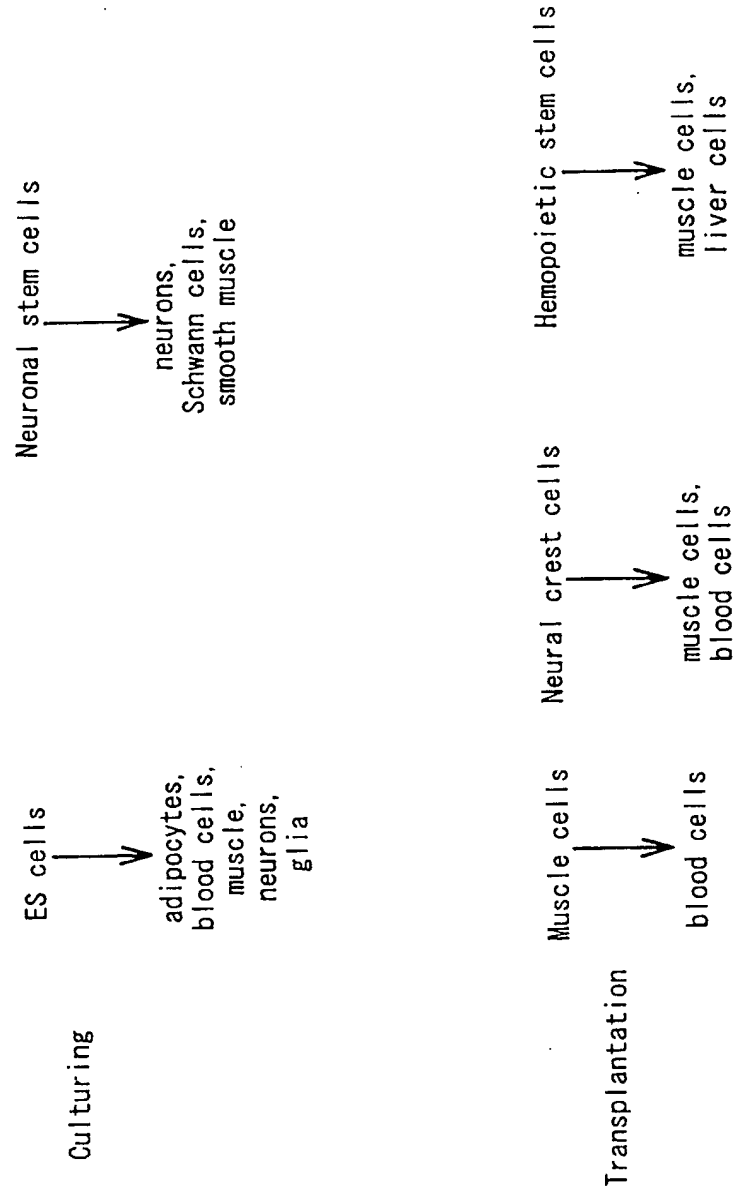 Culturing
ES cells
adipocytes,
blood cells,
muscle,
neurons,
glia
Neuronal stem cells
neurons,
Schwann cells,
smooth muscle
Transplantation
Muscle cells
blood cells
Neural crest cells
muscle cells,
blood cells
Hemopoietic stem cells
muscle cells,
liver cells